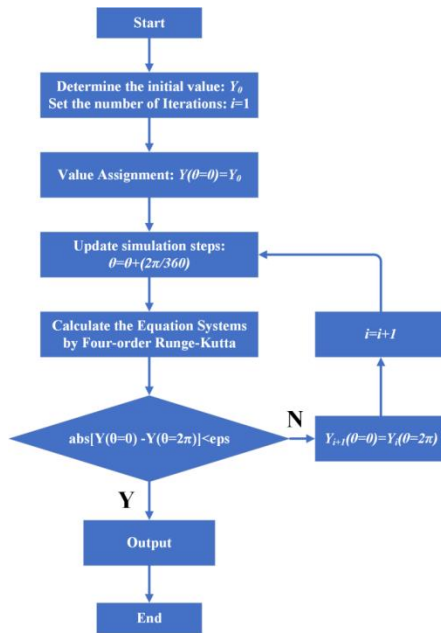 Start
Determine the initial value: Y₀
Set the number of Iterations: i=1
Value Assignment: Y(θ=0)=Y₀
Update simulation steps:
θ=θ+(2π/360)
Calculate the Equation Systems
by Four-order Runge-Kutta
i=i+1
abs[Y(θ=0) -Y(θ=2π)]<eps
N
Yᵢ₊₁(θ=0)=Yᵢ(θ=2π)
Y
Output
End